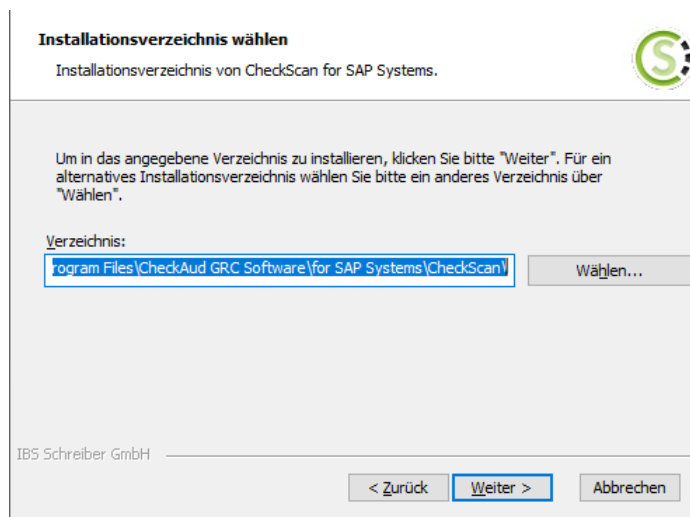 Installationsverzeichnis wählen
Installationsverzeichnis von CheckScan for SAP Systems.
S
Um in das angegebene Verzeichnis zu installieren, klicken Sie bitte "Weiter". Für ein
alternatives Installationsverzeichnis wählen Sie bitte ein anderes Verzeichnis über
"Wählen".
Verzeichnis:
rogram Files\CheckAud GRC Software\for SAP Systems\CheckScan\
Wählen...
IBS Schreiber GmbH
< Zurück
Weiter >
Abbrechen